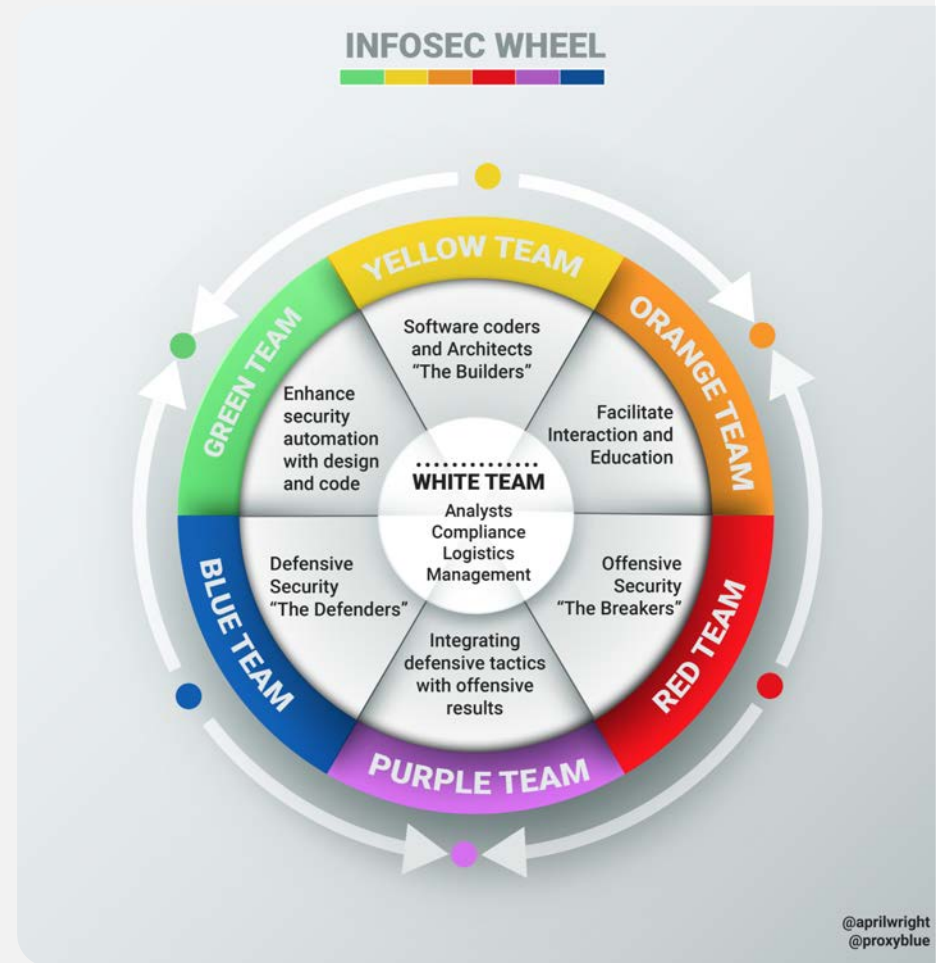 INFOSEC WHEEL
YELLOW TEAM
Software coders
and Architects
“The Builders”
ORANGE TEAM
Facilitate
Interaction and
Education
RED TEAM
Offensive
Security
“The Breakers”
PURPLE TEAM
Integrating
defensive tactics
with offensive
results
BLUE TEAM
Defensive
Security
“The Defenders”
GREEN TEAM
Enhance
security
automation
with design
and code
WHITE TEAM
Analysts
Compliance
Logistics
Management
@aprilwright
@proxyblue